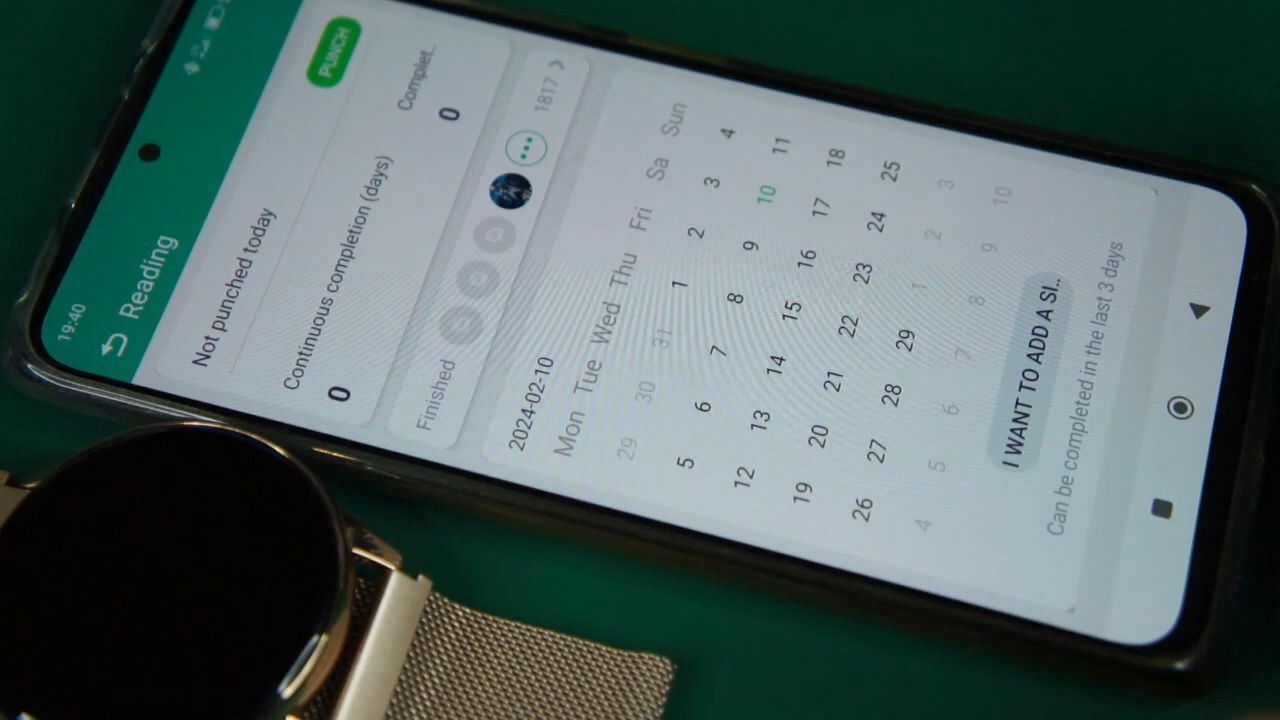 19:40
Reading
Not punched today PUNCH
Continuous completion (days) Complet..
0 0
Finished 1817
2024-02-10
Mon Tue Wed Thu Fri Sa Sun
29 30 31 1 2 3 4
5 6 7 8 9 10 11
12 13 14 15 16 17 18
19 20 21 22 23 24 25
26 27 28 29 1 2 3
4 5 6 7 8 9 10
I WANT TO ADD A SI..
Can be completed in the last 3 days